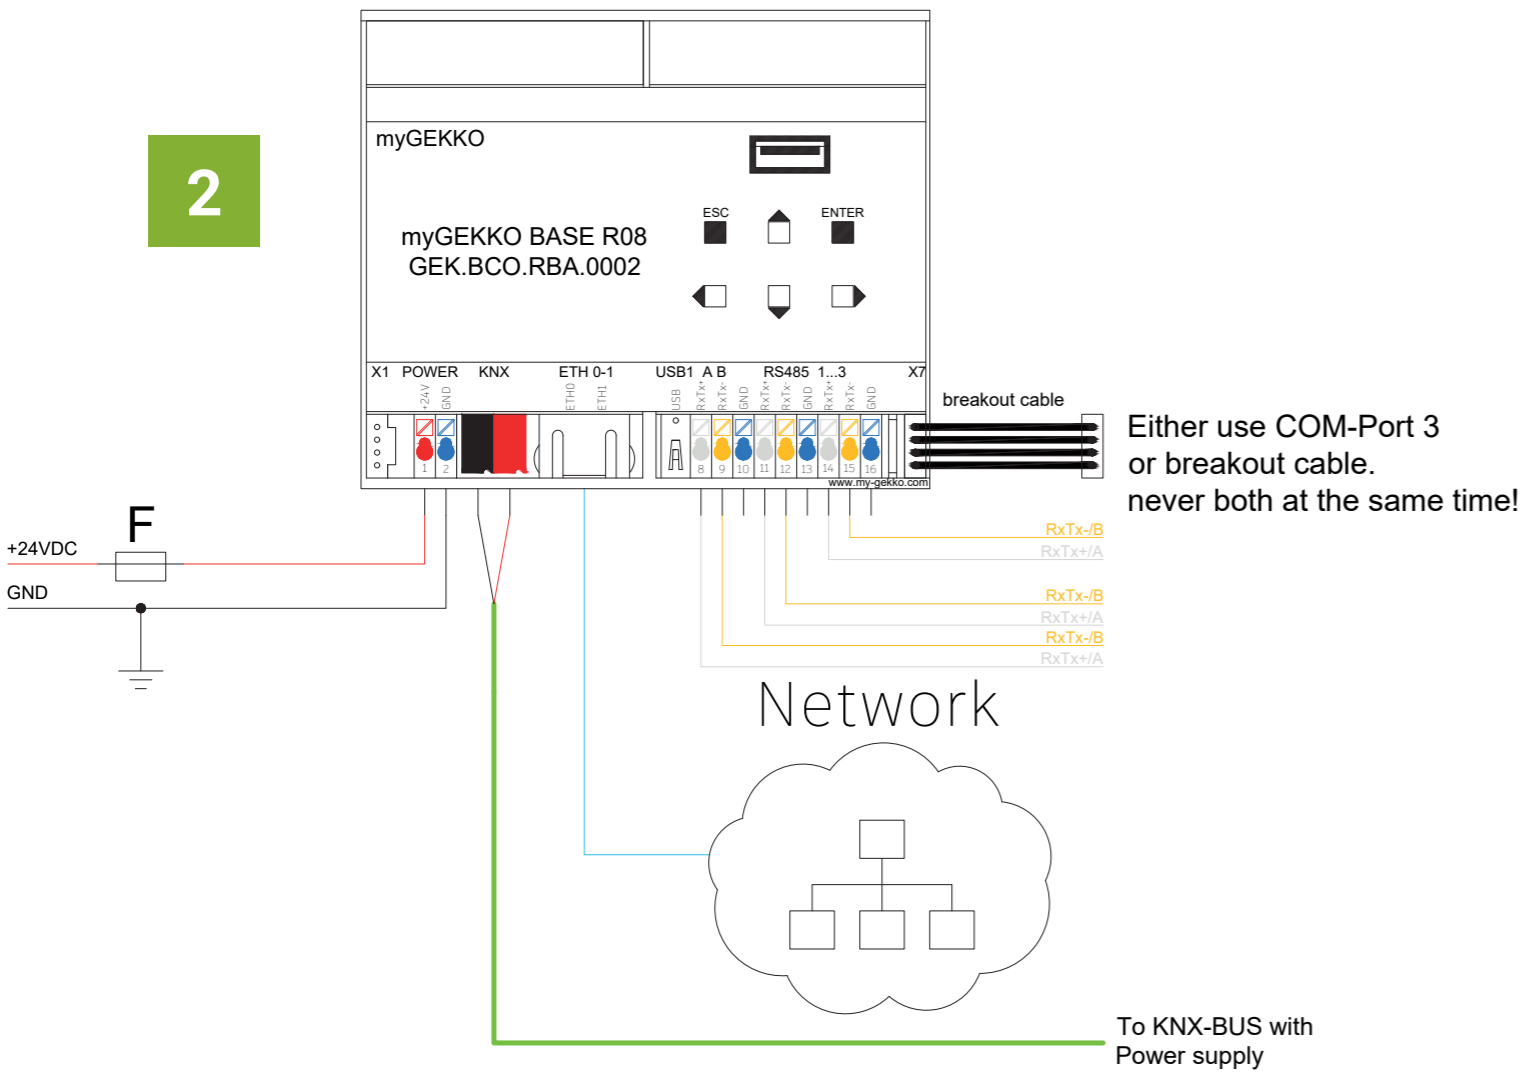 2
myGEKKO
ESC
ENTER
myGEKKO BASE R08
GEK.BCO.RBA.0002
X1 POWER KNX ETH 0-1 USB1 A B RS485 1...3 X7
+24V
GND
ETH0
ETH1
USB
RxTx+
RxTx-
GND
RxTx+
RxTx-
GND
RxTx+
RxTx-
GND
1 2 8 9 10 11 12 13 14 15 16
www.my-gekko.com
breakout cable
Either use COM-Port 3
or breakout cable.
never both at the same time!
F
+24VDC
GND
RxTx-/B
RxTx+/A
RxTx-/B
RxTx+/A
RxTx-/B
RxTx+/A
Network
To KNX-BUS with
Power supply